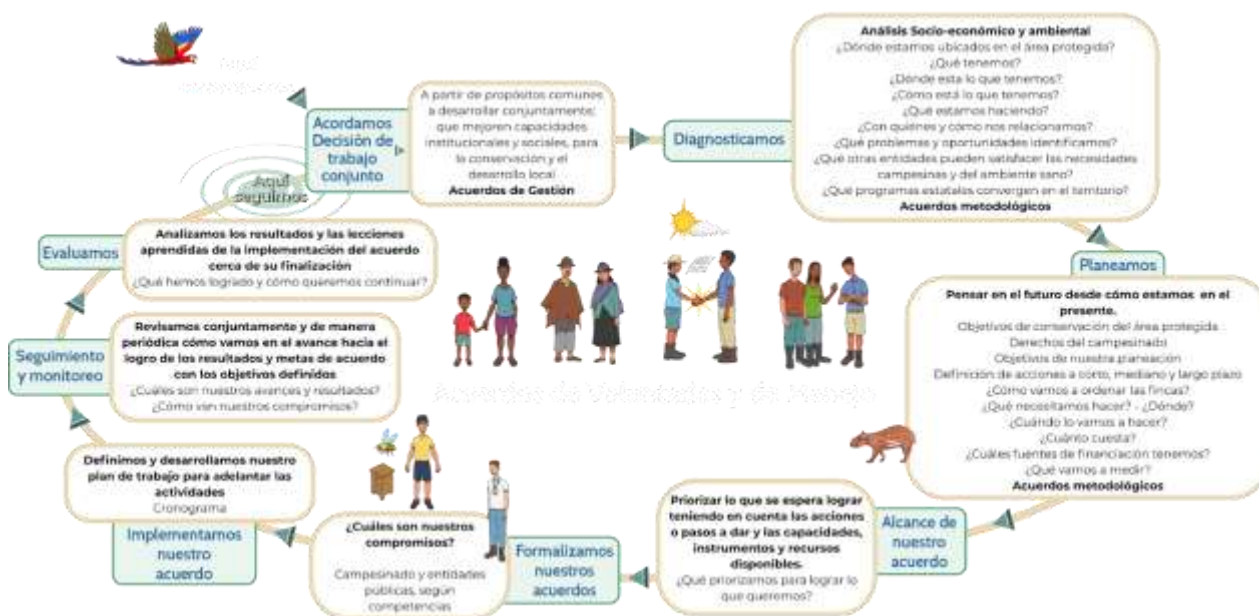 Aquí
Acordamos
Decisión de
trabajo
conjunto
A partir de propósitos comunes
a desarrollar conjuntamente;
que mejoren capacidades
institucionales y sociales, para
la conservación y el
desarrollo local
Acuerdos de Gestión
Diagnosticamos
Análisis Socio-económico y ambiental
¿Dónde estamos ubicados en el área protegida?
¿Qué tenemos?
¿Dónde esta lo que tenemos?
¿Cómo está lo que tenemos?
¿Qué estamos haciendo?
¿Con quiénes y cómo nos relacionamos?
¿Qué problemas y oportunidades identificamos?
¿Qué otras entidades pueden satisfacer las necesidades
campesinas y del ambiente sano?
¿Qué programas estatales convergen en el territorio?
Acuerdos metodológicos
Planeamos
Pensar en el futuro desde cómo estamos en el
presente.
Objetivos de conservación del área protegida
Derechos del campesinado
Objetivos de nuestra planeación
Definición de acciones a corto, mediano y largo plazo
¿Cómo vamos a ordenar las fincas?
¿Qué necesitamos hacer? - ¿Dónde?
¿Cuándo lo vamos a hacer?
¿Cuánto cuesta?
¿Cuáles fuentes de financiación tenemos?
¿Qué vamos a medir?
Acuerdos metodológicos
Alcance de
nuestro
acuerdo
Priorizar lo que se espera lograr
teniendo en cuenta las acciones
o pasos a dar y las capacidades,
instrumentos y recursos
disponibles.
¿Qué priorizamos para lograr lo
que queremos?
Formalizamos
nuestros
acuerdos
¿Cuáles son nuestros
compromisos?
Campesinado y entidades
públicas, según
competencias
Implementamos
nuestro
acuerdo
Definimos y desarrollamos nuestro
plan de trabajo para adelantar las
actividades
Cronograma
Seguimiento
y monitoreo
Revisamos conjuntamente y de manera
periódica cómo vamos en el avance hacia el
logro de los resultados y metas de acuerdo
con los objetivos definidos
¿Cuáles son nuestros avances y resultados?
¿Cómo van nuestros compromisos?
Evaluamos
Analizamos los resultados y las lecciones
aprendidas de la implementación del acuerdo
cerca de su finalización
¿Qué hemos logrado y cómo queremos continuar?
Aquí
seguimos
Acuerdos de Voluntades y de Manejo